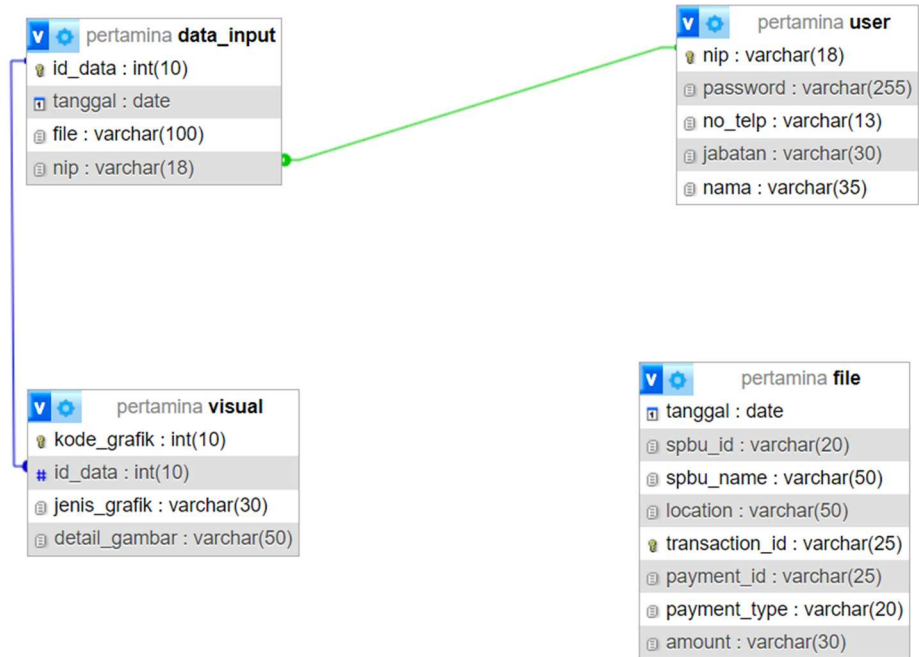 pertamina data_input
id_data : int(10)
tanggal : date
file : varchar(100)
nip : varchar(18)
pertamina user
nip : varchar(18)
password : varchar(255)
no_telp : varchar(13)
jabatan : varchar(30)
nama : varchar(35)
pertamina visual
kode_grafik : int(10)
# id_data : int(10)
jenis_grafik : varchar(30)
detail_gambar : varchar(50)
pertamina file
tanggal : date
spbu_id : varchar(20)
spbu_name : varchar(50)
location : varchar(50)
transaction_id : varchar(25)
payment_id : varchar(25)
payment_type : varchar(20)
amount : varchar(30)